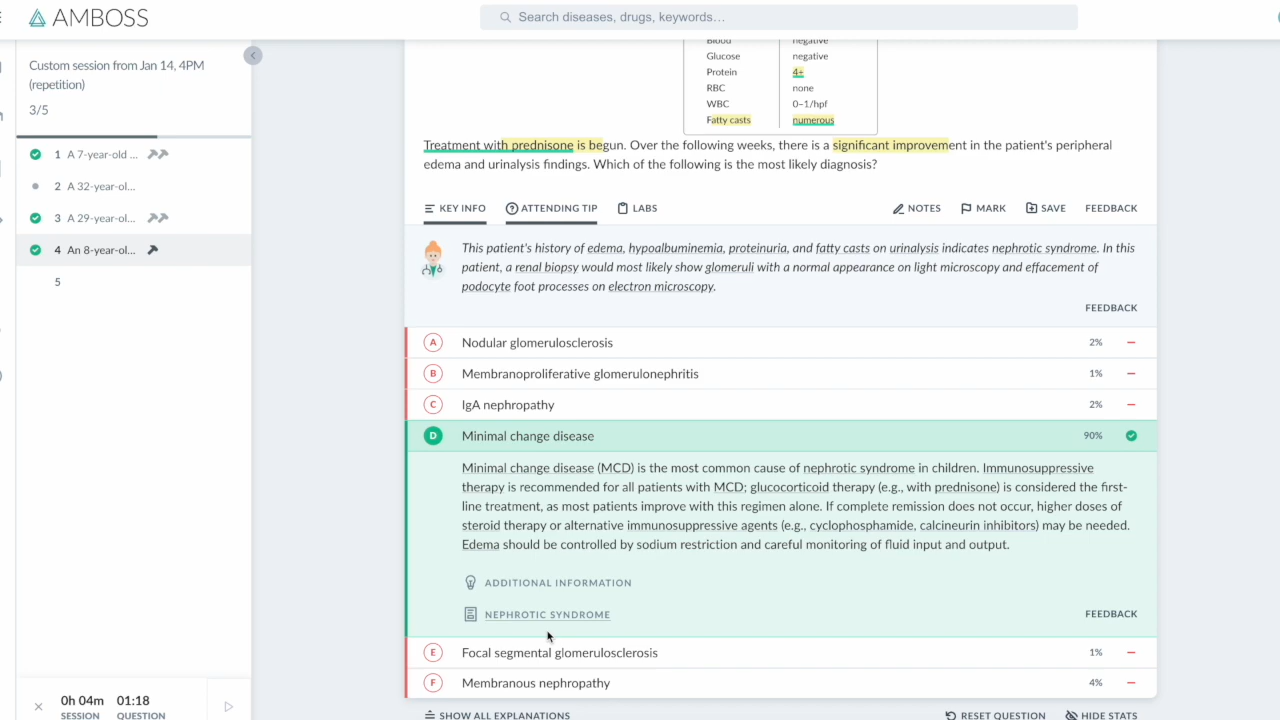 AMBOSS
Search diseases, drugs, keywords...
Custom session from Jan 14, 4PM
(repetition)
3/5
1 A 7-year-old ...
2 A 32-year-ol...
3 A 29-year-ol...
4 An 8-year-ol...
5
0h 04m 01:18
SESSION QUESTION
Blood negative
Glucose negative
Protein 4+
RBC none
WBC 0–1/hpf
Fatty casts numerous
Treatment with prednisone is begun. Over the following weeks, there is a significant improvement in the patient's peripheral
edema and urinalysis findings. Which of the following is the most likely diagnosis?
KEY INFO ATTENDING TIP LABS NOTES MARK SAVE FEEDBACK
This patient's history of edema, hypoalbuminemia, proteinuria, and fatty casts on urinalysis indicates nephrotic syndrome. In this
patient, a renal biopsy would most likely show glomeruli with a normal appearance on light microscopy and effacement of
podocyte foot processes on electron microscopy.
FEEDBACK
A Nodular glomerulosclerosis 2%
B Membranoproliferative glomerulonephritis 1%
C IgA nephropathy 2%
D Minimal change disease 90%
Minimal change disease (MCD) is the most common cause of nephrotic syndrome in children. Immunosuppressive
therapy is recommended for all patients with MCD; glucocorticoid therapy (e.g., with prednisone) is considered the first-
line treatment, as most patients improve with this regimen alone. If complete remission does not occur, higher doses of
steroid therapy or alternative immunosuppressive agents (e.g., cyclophosphamide, calcineurin inhibitors) may be needed.
Edema should be controlled by sodium restriction and careful monitoring of fluid input and output.
ADDITIONAL INFORMATION
NEPHROTIC SYNDROME FEEDBACK
E Focal segmental glomerulosclerosis 1%
F Membranous nephropathy 4%
SHOW ALL EXPLANATIONS RESET QUESTION HIDE STATS